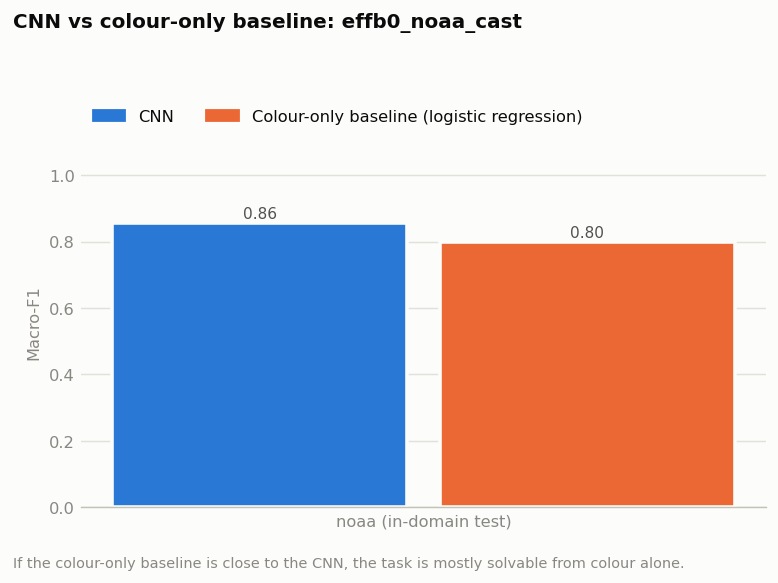 CNN vs colour-only baseline: effb0_noaa_cast
CNN
Colour-only baseline (logistic regression)
1.0
0.86
0.80
0.8
0.6
Macro-F1
0.4
0.2
0.0
noaa (in-domain test)
If the colour-only baseline is close to the CNN, the task is mostly solvable from colour alone.